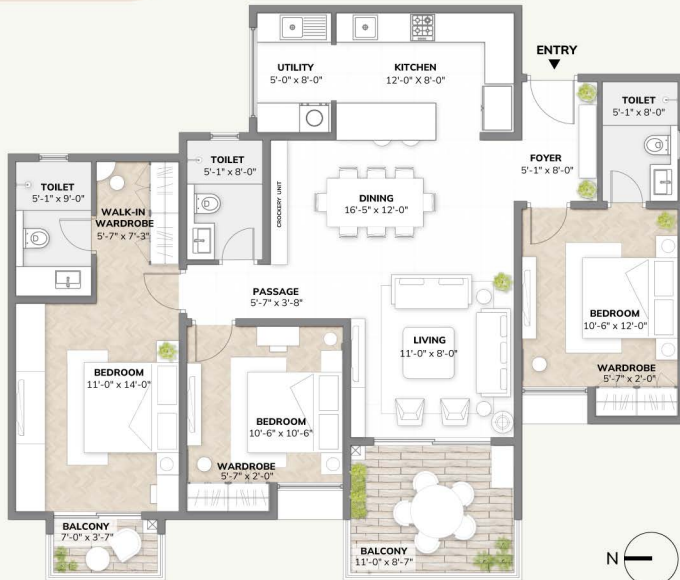 ENTRY
UTILITY
5'-0" x 8'-0"
KITCHEN
12'-0" X 8'-0"
TOILET
5'-1" x 8'-0"
FOYER
5'-1" x 8'-0"
TOILET
5'-1" x 8'-0"
TOILET
5'-1" x 9'-0"
WALK-IN
WARDROBE
5'-7" x 7'-3"
CROCKERY UNIT
DINING
16'-5" x 12'-0"
PASSAGE
5'-7" x 3'-8"
LIVING
11'-0" x 8'-0"
BEDROOM
10'-6" x 12'-0"
WARDROBE
5'-7" x 2'-0"
BEDROOM
11'-0" x 14'-0"
BEDROOM
10'-6" x 10'-6"
WARDROBE
5'-7" x 2'-0"
BALCONY
7'-0" x 3'-7"
BALCONY
11'-0" x 8'-7"
N